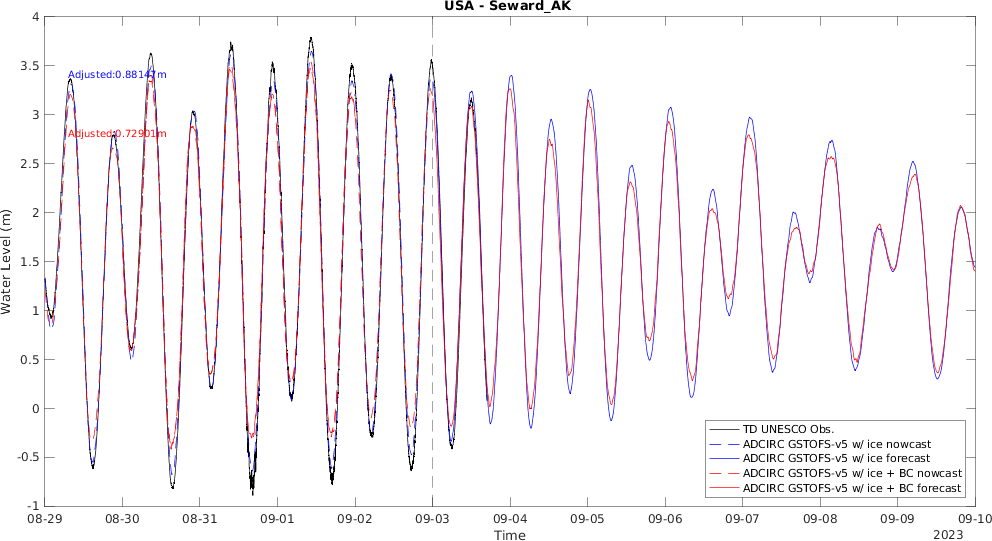 USA - Seward_AK
4
3.5
3
2.5
2
1.5
1
0.5
0
-0.5
-1
Water Level (m)
Adjusted:0.88147m
Adjusted:0.72901m
TD UNESCO Obs.
ADCIRC GSTOFS-v5 w/ ice nowcast
ADCIRC GSTOFS-v5 w/ ice forecast
ADCIRC GSTOFS-v5 w/ ice + BC nowcast
ADCIRC GSTOFS-v5 w/ ice + BC forecast
08-29 08-30 08-31 09-01 09-02 09-03 09-04 09-05 09-06 09-07 09-08 09-09 09-10
Time
2023